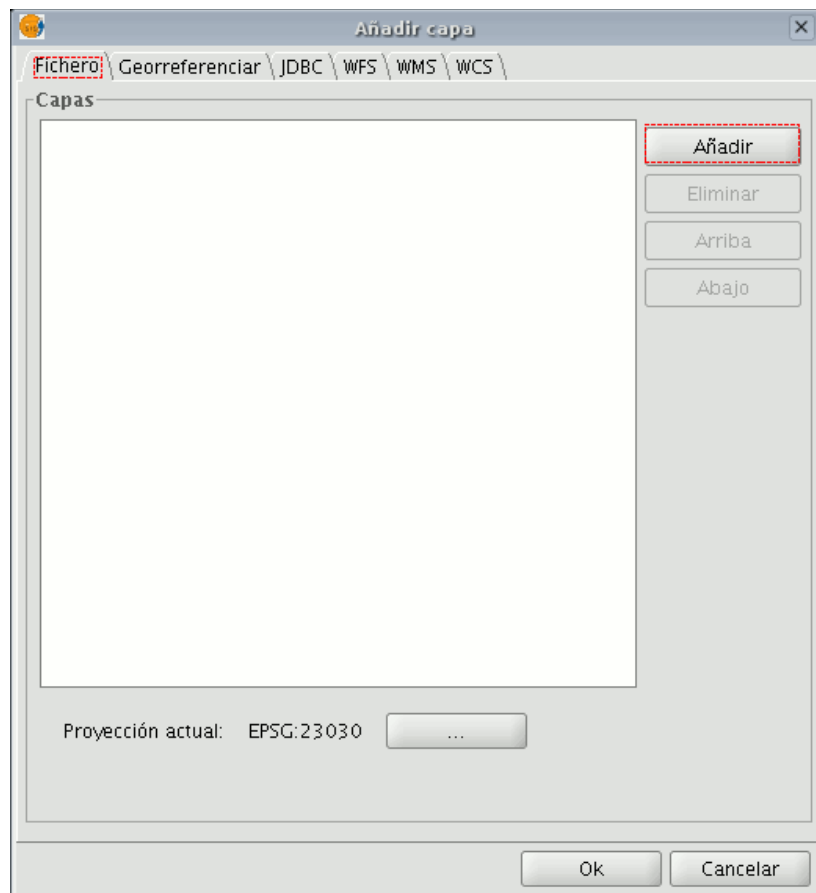 Añadir capa
Fichero Georreferenciar JDBC WFS WMS WCS
Capas
Añadir
Eliminar
Arriba
Abajo
Proyección actual: EPSG:23030 ...
Ok Cancelar